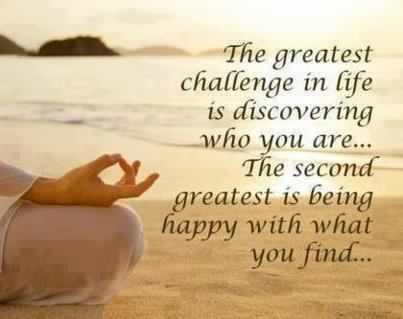 The greatest
challenge in life
is discovering
who you are...
The second
greatest is being
happy with what
you find...